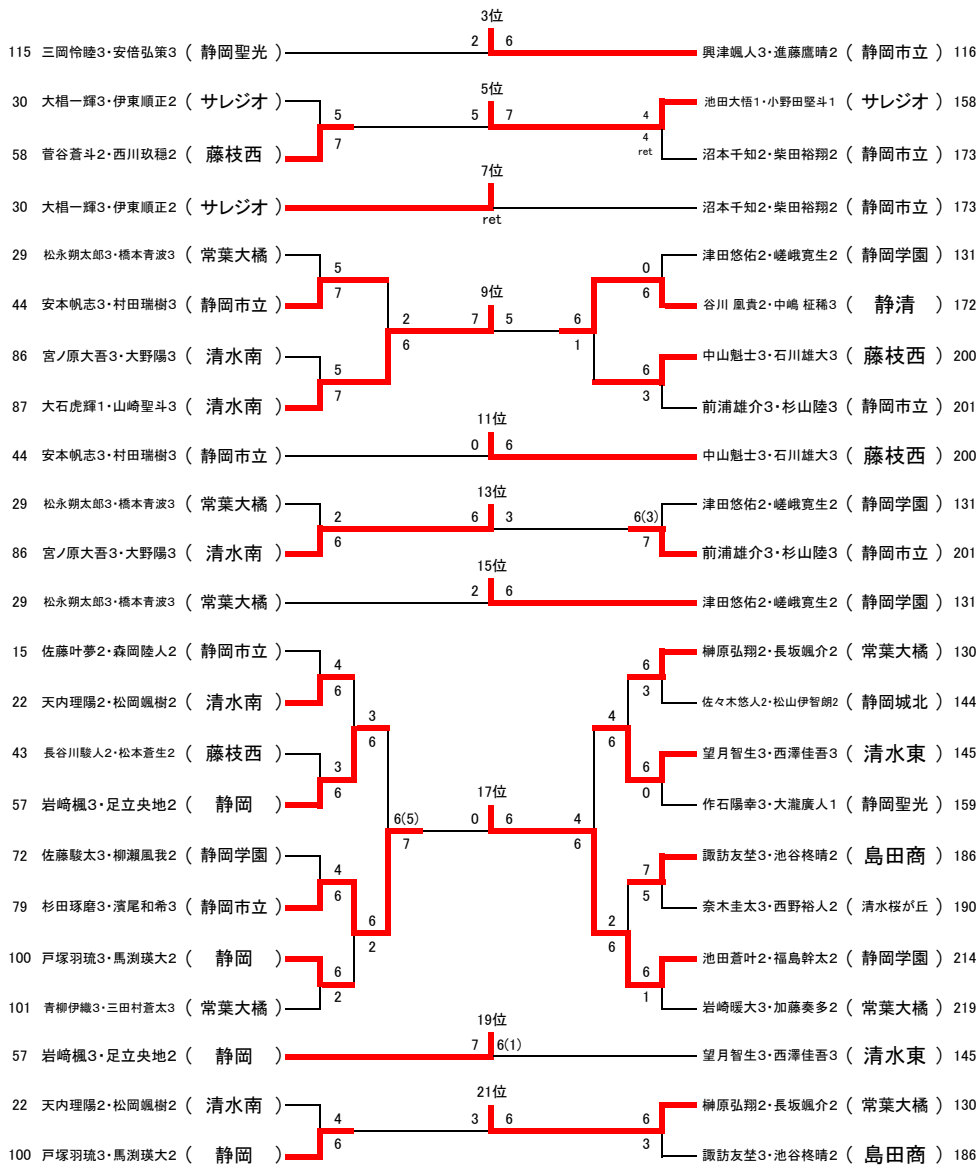 3位
115 三岡怜睦3・安倍弘策3 ( 静岡聖光 ) 2 6 興津颯人3・進藤鷹晴2 ( 静岡市立 ) 116
5位
30 大椙一輝3・伊東順正2 ( サレジオ ) 池田大悟1・小野田堅斗1 ( サレジオ ) 158
5 5 7 4
7 4
ret
58 菅谷蒼斗2・西川玖穏2 ( 藤枝西 ) 沼本千知2・柴田裕翔2 ( 静岡市立 ) 173
7位
30 大椙一輝3・伊東順正2 ( サレジオ ) 沼本千知2・柴田裕翔2 ( 静岡市立 ) 173
ret
29 松永朔太郎3・橋本青波3 ( 常葉大橘 ) 津田悠佑2・嵯峨寛生2 ( 静岡学園 ) 131
5 0
7 6
44 安本帆志3・村田瑞樹3 ( 静岡市立 ) 谷川 凰貴2・中嶋 柾稀3 ( 静清 ) 172
9位
2 7 5 6
6 1
86 宮ノ原大吾3・大野陽3 ( 清水南 ) 中山魁士3・石川雄大3 ( 藤枝西 ) 200
5 6
7 3
87 大石虎輝1・山崎聖斗3 ( 清水南 ) 前浦雄介3・杉山陸3 ( 静岡市立 ) 201
11位
44 安本帆志3・村田瑞樹3 ( 静岡市立 ) 0 6 中山魁士3・石川雄大3 ( 藤枝西 ) 200
13位
29 松永朔太郎3・橋本青波3 ( 常葉大橘 ) 津田悠佑2・嵯峨寛生2 ( 静岡学園 ) 131
2 6 3 6(3)
6 7
86 宮ノ原大吾3・大野陽3 ( 清水南 ) 前浦雄介3・杉山陸3 ( 静岡市立 ) 201
15位
29 松永朔太郎3・橋本青波3 ( 常葉大橘 ) 2 6 津田悠佑2・嵯峨寛生2 ( 静岡学園 ) 131
15 佐藤叶夢2・森岡陸人2 ( 静岡市立 ) 榊原弘翔2・長坂颯介2 ( 常葉大橘 ) 130
4 6
6 3
22 天内理陽2・松岡颯樹2 ( 清水南 ) 佐々木悠人2・松山伊智朗2 ( 静岡城北 ) 144
3 4
6 6
43 長谷川駿人2・松本蒼生2 ( 藤枝西 ) 望月智生3・西澤佳吾3 ( 清水東 ) 145
3 6
6 0
57 岩﨑楓3・足立央地2 ( 静岡 ) 作石陽幸3・大瀧廣人1 ( 静岡聖光 ) 159
17位
6(5) 0 6 4
7 6
72 佐藤駿太3・柳瀬風我2 ( 静岡学園 ) 諏訪友埜3・池谷柊晴2 ( 島田商 ) 186
4 7
6 5
79 杉田琢磨3・濱尾和希3 ( 静岡市立 ) 奈木圭太3・西野裕人2 ( 清水桜が丘 ) 190
6 2
2 6
100 戸塚羽琉3・馬渕瑛大2 ( 静岡 ) 池田蒼叶2・福島幹太2 ( 静岡学園 ) 214
6 6
2 1
101 青柳伊織3・三田村蒼太3 ( 常葉大橘 ) 岩崎暖大3・加藤奏多2 ( 常葉大橘 ) 219
19位
57 岩﨑楓3・足立央地2 ( 静岡 ) 7 6(1) 望月智生3・西澤佳吾3 ( 清水東 ) 145
21位
22 天内理陽2・松岡颯樹2 ( 清水南 ) 榊原弘翔2・長坂颯介2 ( 常葉大橘 ) 130
4 3 6 6
6 3
100 戸塚羽琉3・馬渕瑛大2 ( 静岡 ) 諏訪友埜3・池谷柊晴2 ( 島田商 ) 186